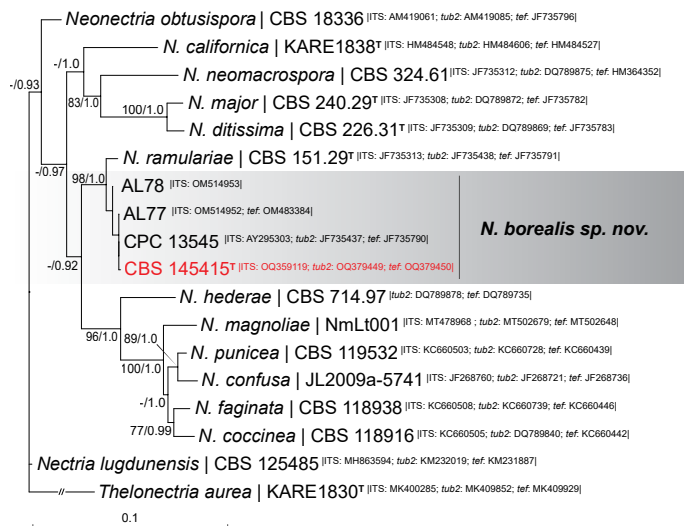 Neonectria obtusispora | CBS 18336 |ITS: AM419061; tub2: AM419085; tef: JF735796|
-/0.93
-/1.0
N. californica | KARE1838ᵀ |ITS: HM484548; tub2: HM484606; tef: HM484527|
N. neomacrospora | CBS 324.61 |ITS: JF735312; tub2: DQ789875; tef: HM364352|
83/1.0
N. major | CBS 240.29ᵀ |ITS: JF735308; tub2: DQ789872; tef: JF735782|
100/1.0
N. ditissima | CBS 226.31ᵀ |ITS: JF735309; tub2: DQ789869; tef: JF735783|
-/0.97
N. ramulariae | CBS 151.29ᵀ |ITS: JF735313; tub2: JF735438; tef: JF735791|
98/1.0
AL78 |ITS: OM514953|
AL77 |ITS: OM514952; tef: OM483384|
N. borealis sp. nov.
CPC 13545 |ITS: AY295303; tub2: JF735437; tef: JF735790|
-/0.92
CBS 145415ᵀ |ITS: OQ359119; tub2: OQ379449; tef: OQ379450|
N. hederae | CBS 714.97 |tub2: DQ789878; tef: DQ789735|
96/1.0
N. magnoliae | NmLt001 |ITS: MT478968 ; tub2: MT502679; tef: MT502648|
89/1.0
N. punicea | CBS 119532 |ITS: KC660503; tub2: KC660728; tef: KC660439|
100/1.0
N. confusa | JL2009a-5741 |ITS: JF268760; tub2: JF268721; tef: JF268736|
-/1.0
N. faginata | CBS 118938 |ITS: KC660508; tub2: KC660739; tef: KC660446|
77/0.99
N. coccinea | CBS 118916 |ITS: KC660505; tub2: DQ789840; tef: KC660442|
Nectria lugdunensis | CBS 125485 |ITS: MH863594; tub2: KM232019; tef: KM231887|
Thelonectria aurea | KARE1830ᵀ |ITS: MK400285; tub2: MK409852; tef: MK409929|
0.1